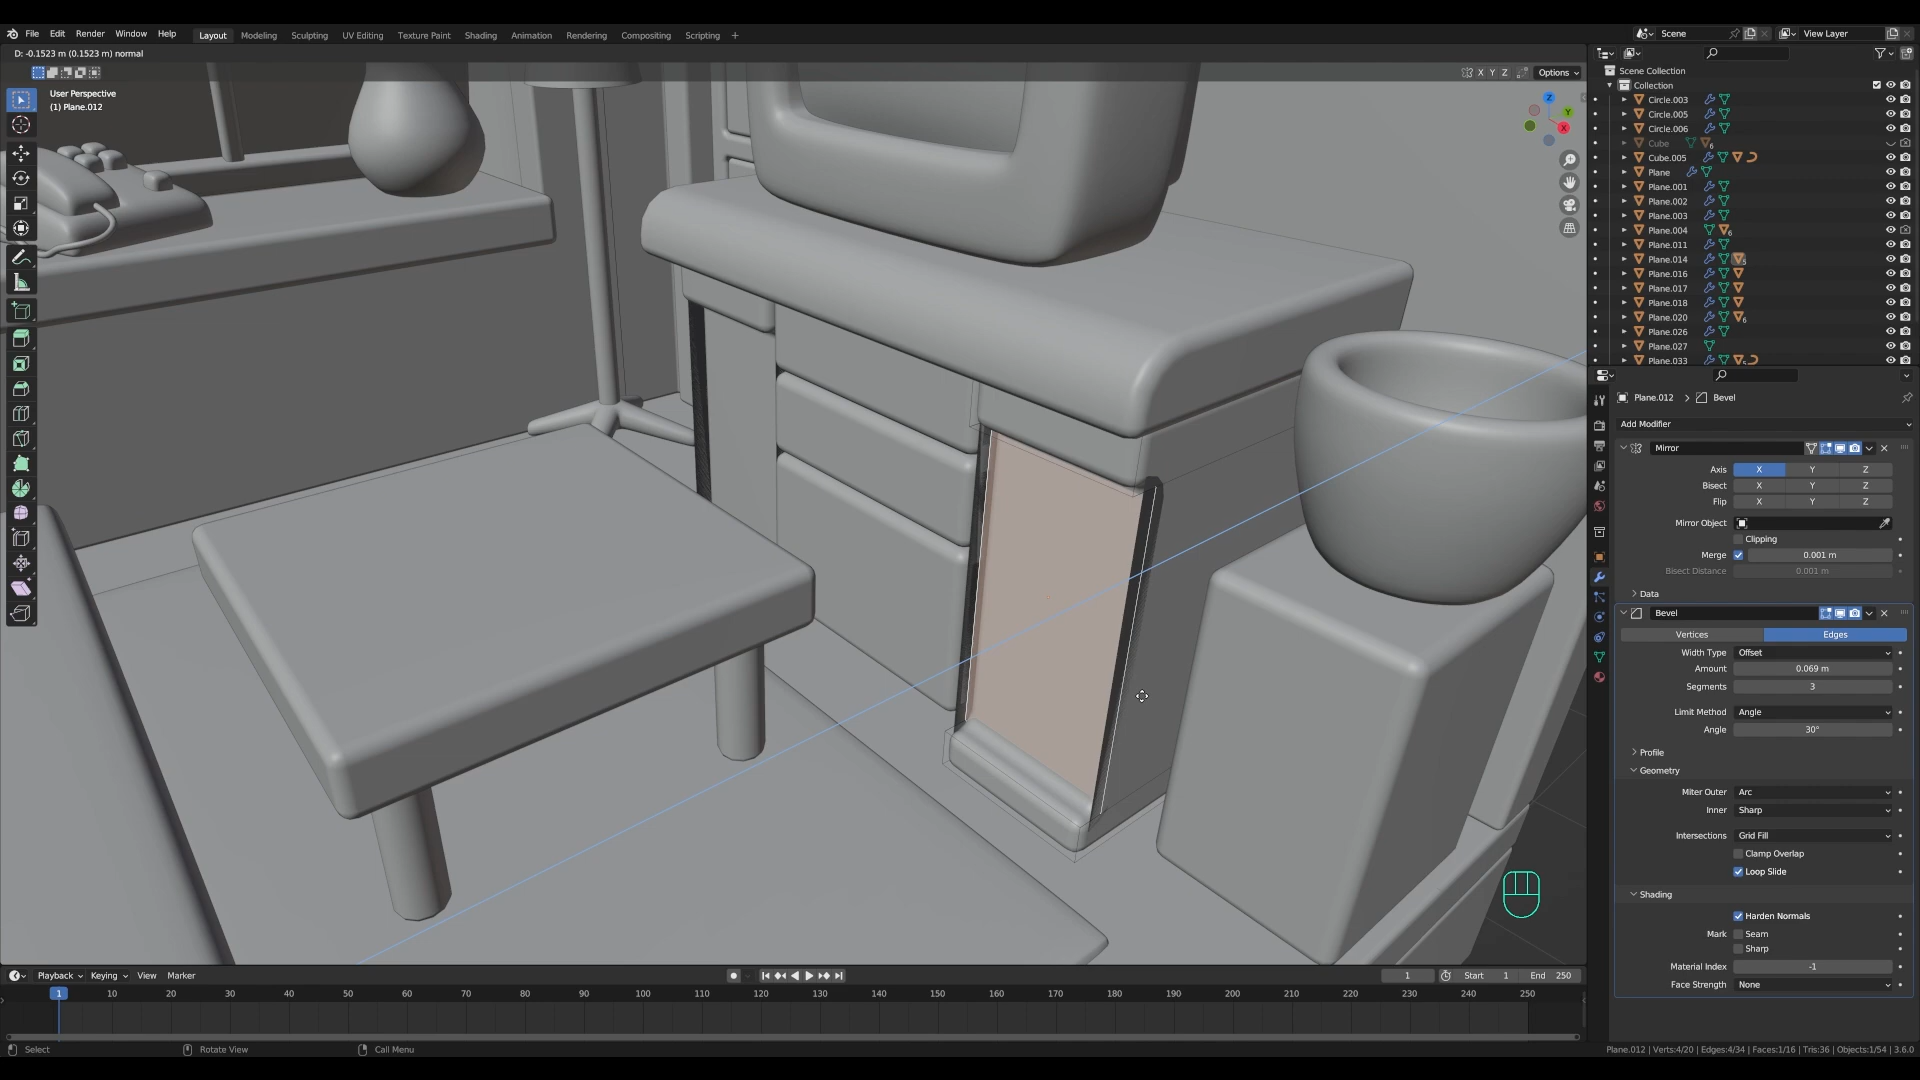 File Edit Render Window Help Layout Modeling Sculpting UV Editing Texture Paint Shading Animation Rendering Compositing Scripting + Scene View Layer
D: -0.1523 m (0.1523 m) normal
X Y Z Options
User Perspective
(1) Plane.012
Z
Y
X
Scene Collection
Collection
Circle.003
Circle.005
Circle.006
Cube 6
Cube.005
Plane
Plane.001
Plane.002
Plane.003
Plane.004 6
Plane.011
Plane.014 5
Plane.016
Plane.017
Plane.018
Plane.020 6
Plane.026
Plane.027
Plane.033
Plane.012 > Bevel
Add Modifier
Mirror
Axis X Y Z
Bisect X Y Z
Flip X Y Z
Mirror Object
Clipping
Merge 0.001 m
Bisect Distance 0.001 m
Data
Bevel
Vertices Edges
Width Type Offset
Amount 0.069 m
Segments 3
Limit Method Angle
Angle 30°
Profile
Geometry
Miter Outer Arc
Inner Sharp
Intersections Grid Fill
Clamp Overlap
Loop Slide
Shading
Harden Normals
Mark Seam
Sharp
Material Index -1
Face Strength None
Playback Keying View Marker 1 Start 1 End 250
1 10 20 30 40 50 60 70 80 90 100 110 120 130 140 150 160 170 180 190 200 210 220 230 240 250
Select Rotate View Call Menu Plane.012 | Verts:4/20 | Edges:4/34 | Faces:1/16 | Tris:36 | Objects:1/54 | 3.6.0